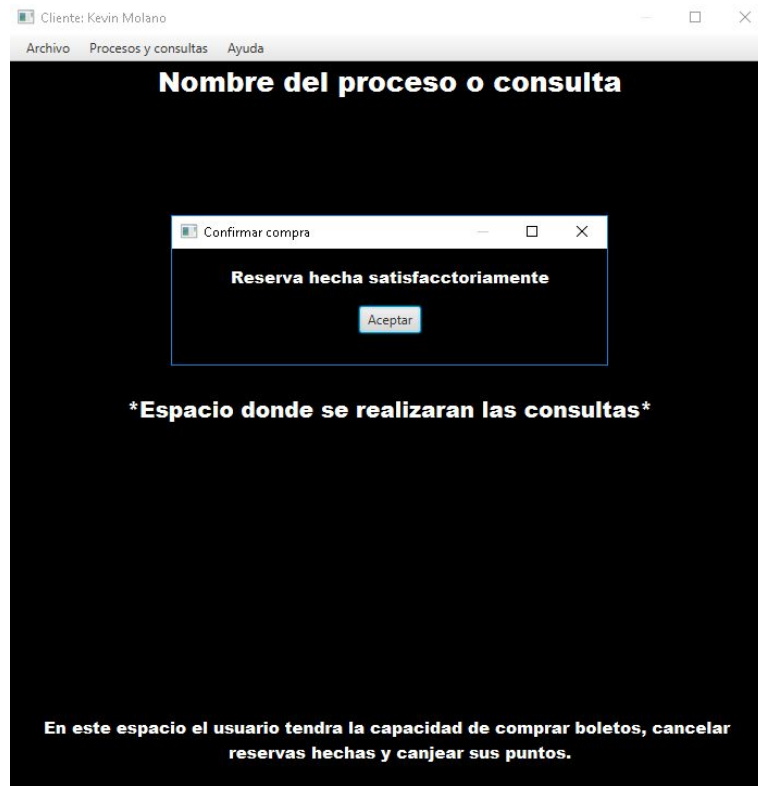 Cliente: Kevin Molano
Archivo Procesos y consultas Ayuda
Nombre del proceso o consulta
Confirmar compra
Reserva hecha satisfacctoriamente
Aceptar
*Espacio donde se realizaran las consultas*
En este espacio el usuario tendra la capacidad de comprar boletos, cancelar
reservas hechas y canjear sus puntos.